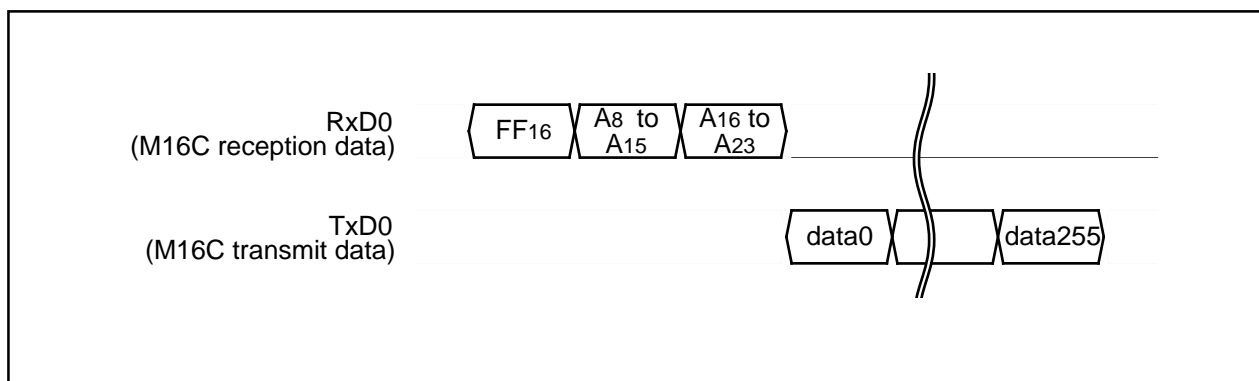 RxD0
(M16C reception data)
FF16
A8 to
A15
A16 to
A23
TxD0
(M16C transmit data)
data0
data255